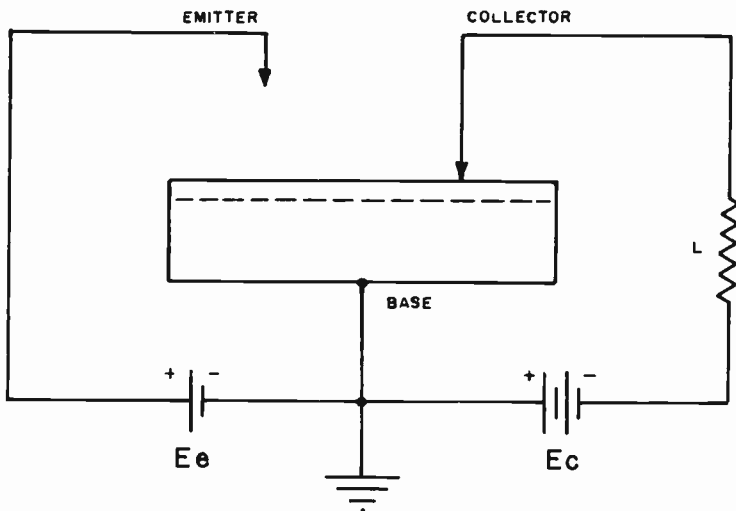 EMITTER COLLECTOR
L
BASE
+ - + -
Ee Ec